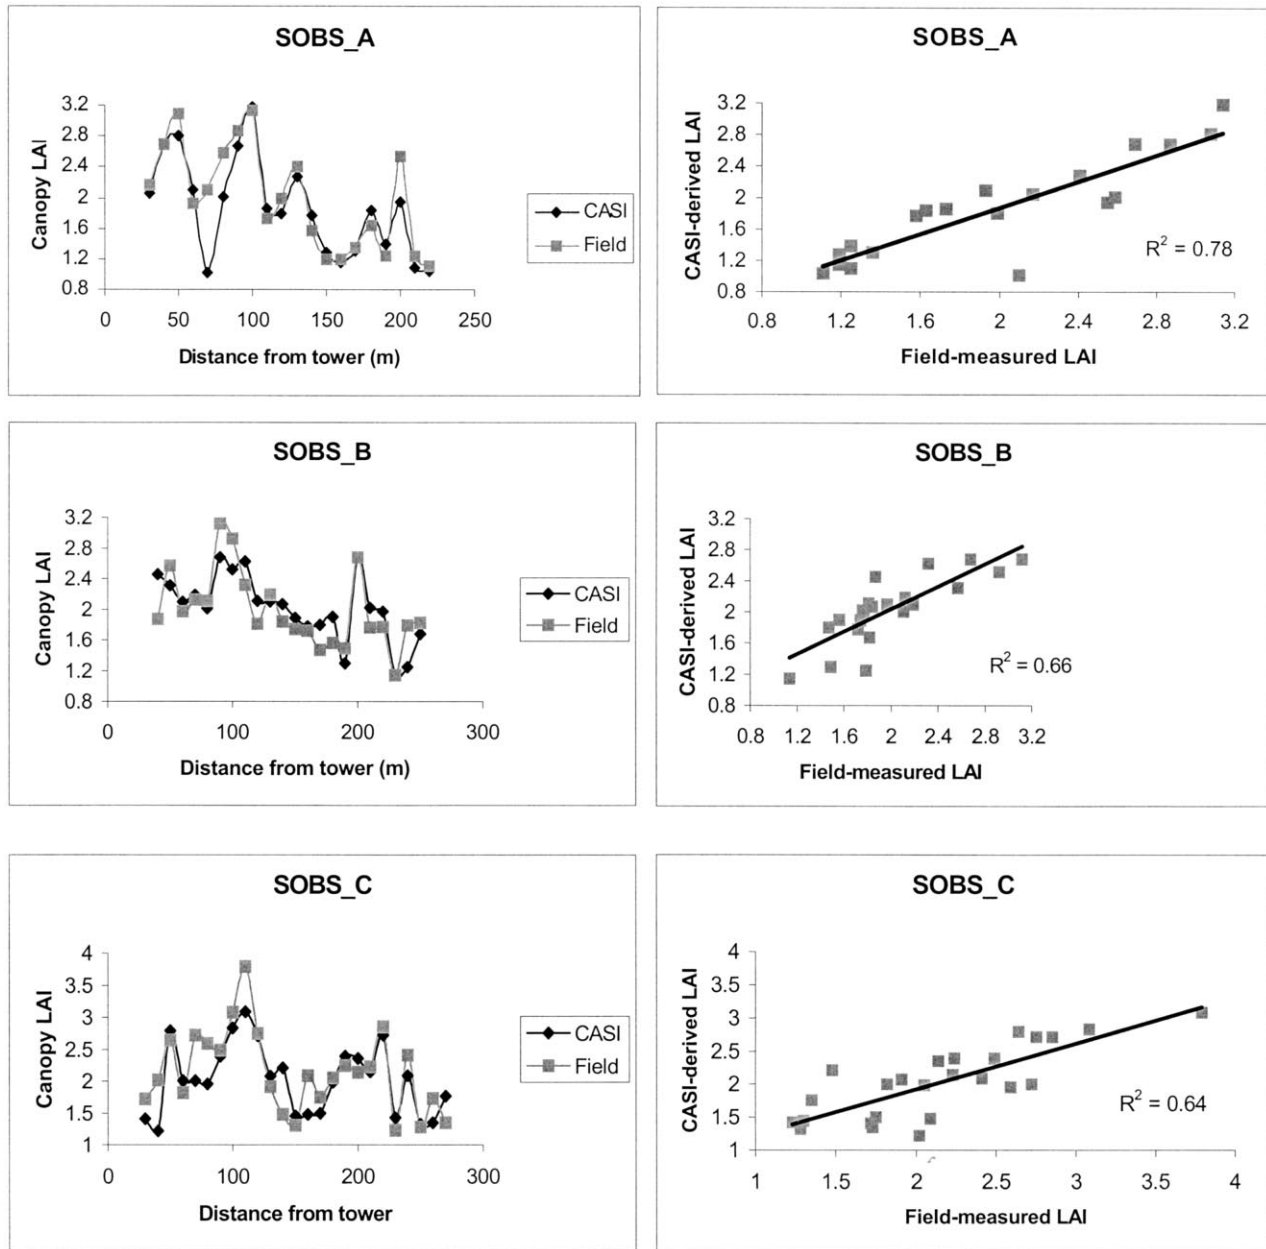 SOBS_A
3.2
2.8
2.4
2
1.6
1.2
0.8
Canopy LAI
0 50 100 150 200 250
Distance from tower (m)
CASI
Field
SOBS_A
3.2
2.8
2.4
2
1.6
1.2
0.8
CASI-derived LAI
R² = 0.78
0.8 1.2 1.6 2 2.4 2.8 3.2
Field-measured LAI
SOBS_B
3.2
2.8
2.4
2
1.6
1.2
0.8
Canopy LAI
0 100 200 300
Distance from tower (m)
CASI
Field
SOBS_B
3.2
2.8
2.4
2
1.6
1.2
0.8
CASI-derived LAI
R² = 0.66
0.8 1.2 1.6 2 2.4 2.8 3.2
Field-measured LAI
SOBS_C
4
3.5
3
2.5
2
1.5
1
Canopy LAI
0 100 200 300
Distance from tower
CASI
Field
SOBS_C
4
3.5
3
2.5
2
1.5
1
CASI-derived LAI
R² = 0.64
1 1.5 2 2.5 3 3.5 4
Field-measured LAI